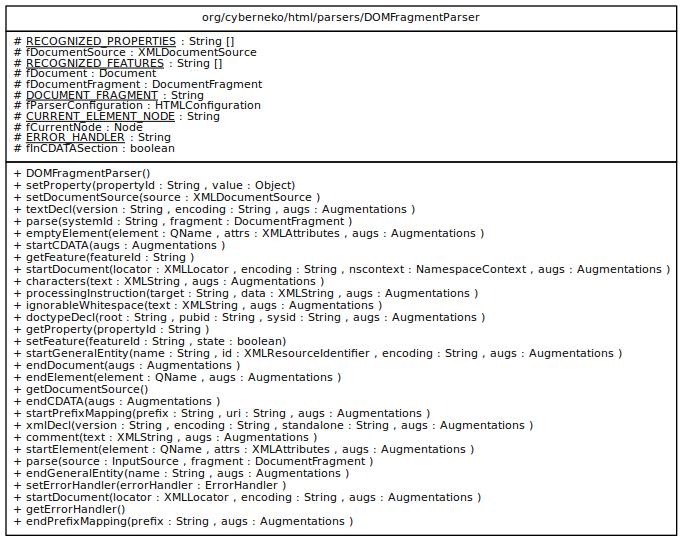 org/cyberneko/html/parsers/DOMFragmentParser
# RECOGNIZED_PROPERTIES : String []
# fDocumentSource : XMLDocumentSource
# RECOGNIZED_FEATURES : String []
# fDocument : Document
# fDocumentFragment : DocumentFragment
# DOCUMENT_FRAGMENT : String
# fParserConfiguration : HTMLConfiguration
# CURRENT_ELEMENT_NODE : String
# fCurrentNode : Node
# ERROR_HANDLER : String
# fInCDATASection : boolean
+ DOMFragmentParser()
+ setProperty(propertyId : String , value : Object)
+ setDocumentSource(source : XMLDocumentSource )
+ textDecl(version : String , encoding : String , augs : Augmentations )
+ parse(systemId : String , fragment : DocumentFragment )
+ emptyElement(element : QName , attrs : XMLAttributes , augs : Augmentations )
+ startCDATA(augs : Augmentations )
+ getFeature(featureId : String )
+ startDocument(locator : XMLLocator , encoding : String , nscontext : NamespaceContext , augs : Augmentations )
+ characters(text : XMLString , augs : Augmentations )
+ processingInstruction(target : String , data : XMLString , augs : Augmentations )
+ ignorableWhitespace(text : XMLString , augs : Augmentations )
+ doctypeDecl(root : String , pubid : String , sysid : String , augs : Augmentations )
+ getProperty(propertyId : String )
+ setFeature(featureId : String , state : boolean)
+ startGeneralEntity(name : String , id : XMLResourceIdentifier , encoding : String , augs : Augmentations )
+ endDocument(augs : Augmentations )
+ endElement(element : QName , augs : Augmentations )
+ getDocumentSource()
+ endCDATA(augs : Augmentations )
+ startPrefixMapping(prefix : String , uri : String , augs : Augmentations )
+ xmlDecl(version : String , encoding : String , standalone : String , augs : Augmentations )
+ comment(text : XMLString , augs : Augmentations )
+ startElement(element : QName , attrs : XMLAttributes , augs : Augmentations )
+ parse(source : InputSource , fragment : DocumentFragment )
+ endGeneralEntity(name : String , augs : Augmentations )
+ setErrorHandler(errorHandler : ErrorHandler )
+ startDocument(locator : XMLLocator , encoding : String , augs : Augmentations )
+ getErrorHandler()
+ endPrefixMapping(prefix : String , augs : Augmentations )